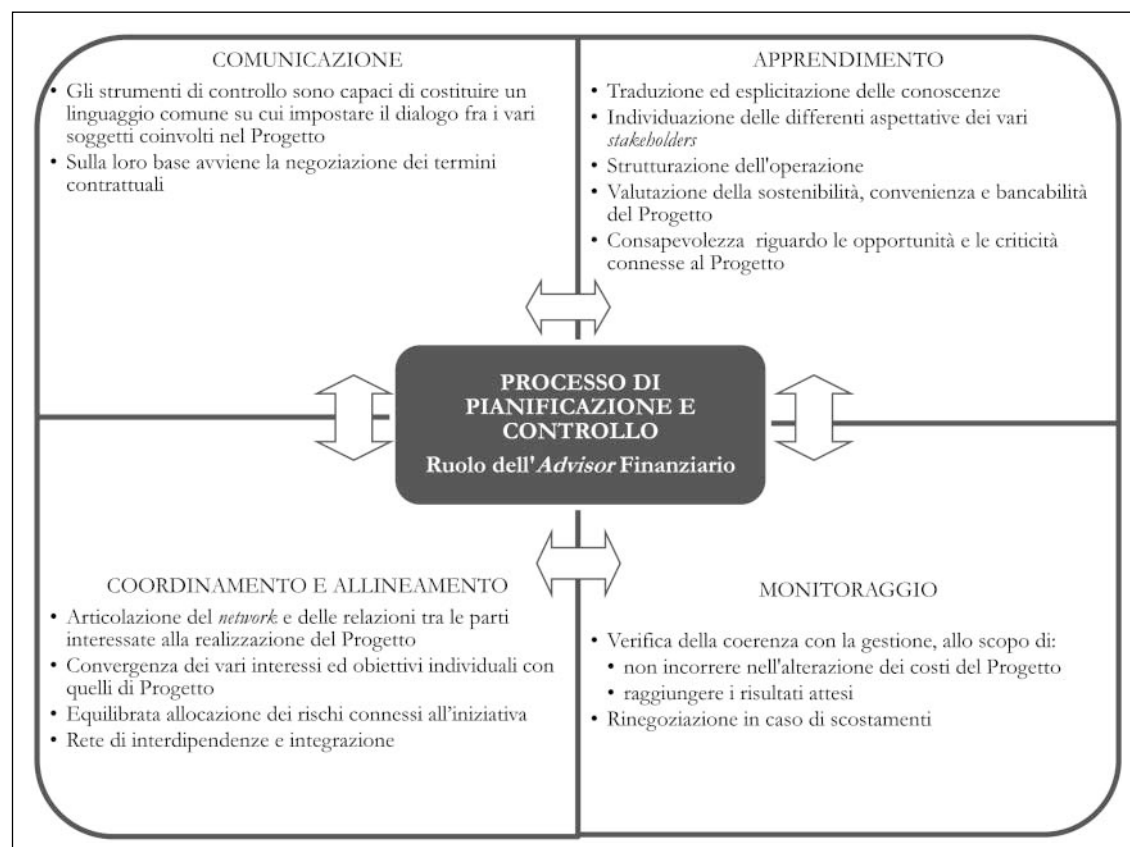 COMUNICAZIONE
• Gli strumenti di controllo sono capaci di costituire un
linguaggio comune su cui impostare il dialogo fra i vari
soggetti coinvolti nel Progetto
• Sulla loro base avviene la negoziazione dei termini
contrattuali
APPRENDIMENTO
• Traduzione ed esplicitazione delle conoscenze
• Individuazione delle differenti aspettative dei vari
stakeholders
• Strutturazione dell'operazione
• Valutazione della sostenibilità, convenienza e bancabilità
del Progetto
• Consapevolezza riguardo le opportunità e le criticità
connesse al Progetto
PROCESSO DI
PIANIFICAZIONE E
CONTROLLO
Ruolo dell'Advisor Finanziario
COORDINAMENTO E ALLINEAMENTO
• Articolazione del network e delle relazioni tra le parti
interessate alla realizzazione del Progetto
• Convergenza dei vari interessi ed obiettivi individuali con
quelli di Progetto
• Equilibrata allocazione dei rischi connessi all'iniziativa
• Rete di interdipendenze e integrazione
MONITORAGGIO
• Verifica della coerenza con la gestione, allo scopo di:
• non incorrere nell'alterazione dei costi del Progetto
• raggiungere i risultati attesi
• Rinegoziazione in caso di scostamenti